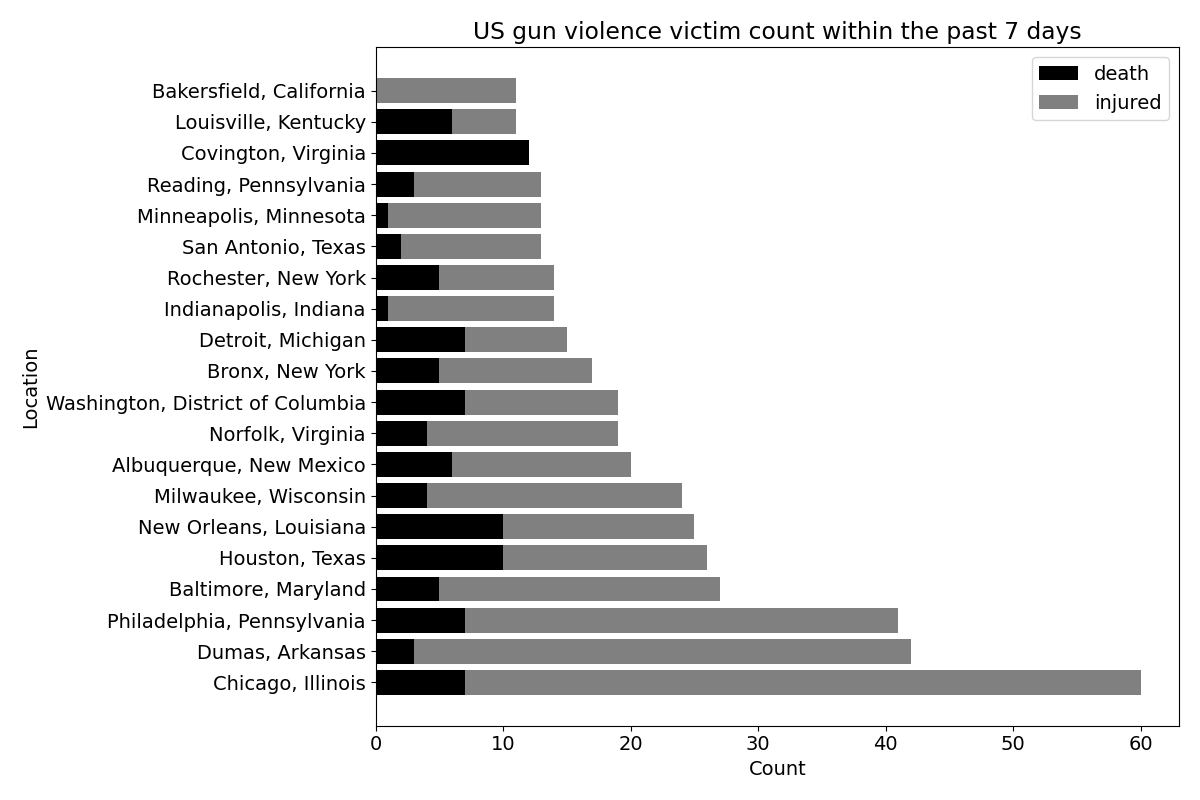 US gun violence victim count within the past 7 days
death
injured
Bakersfield, California
Louisville, Kentucky
Covington, Virginia
Reading, Pennsylvania
Minneapolis, Minnesota
San Antonio, Texas
Rochester, New York
Indianapolis, Indiana
Detroit, Michigan
Bronx, New York
Washington, District of Columbia
Norfolk, Virginia
Albuquerque, New Mexico
Milwaukee, Wisconsin
New Orleans, Louisiana
Houston, Texas
Baltimore, Maryland
Philadelphia, Pennsylvania
Dumas, Arkansas
Chicago, Illinois
Location
0 10 20 30 40 50 60
Count